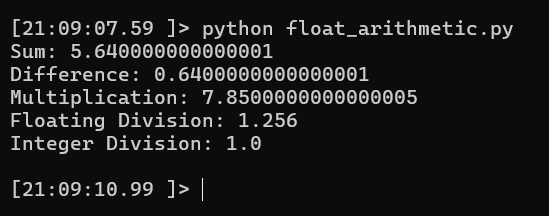 [21:09:07.59 ]> python float_arithmetic.py
Sum: 5.640000000000001
Difference: 0.6400000000000001
Multiplication: 7.8500000000000005
Floating Division: 1.256
Integer Division: 1.0
[21:09:10.99 ]>